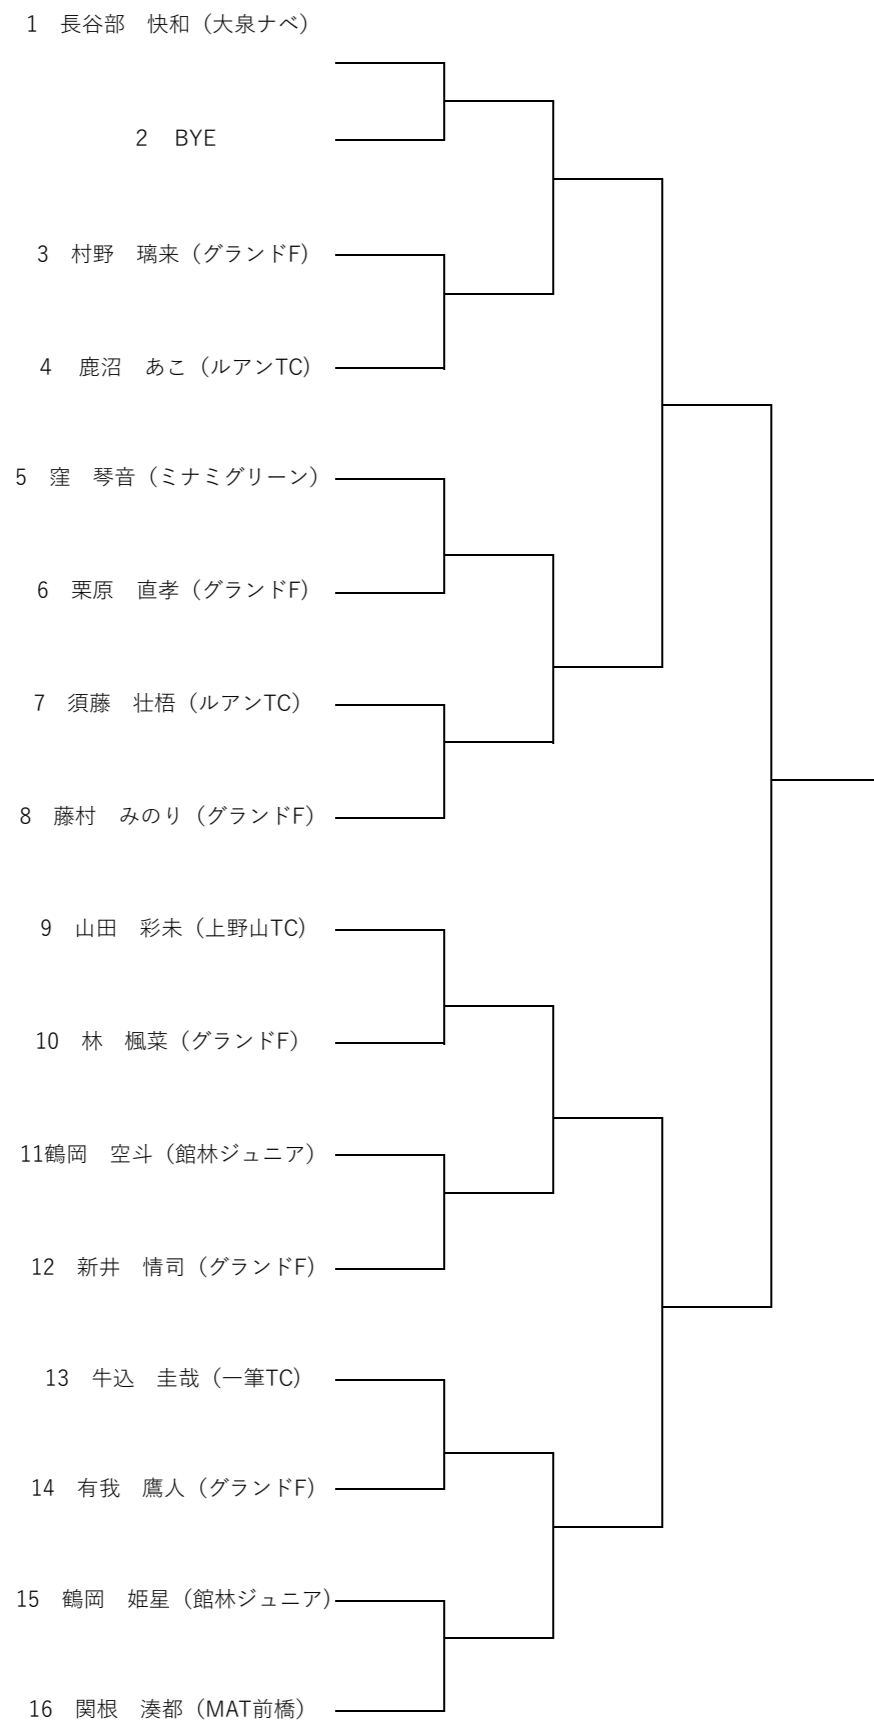 1　長谷部　快和（大泉ナベ）
2　BYE
3　村野　璃来（グランドF）
4　鹿沼　あこ（ルアンTC）
5　窪　琴音（ミナミグリーン）
6　栗原　直孝（グランドF）
7　須藤　壮梧（ルアンTC）
8　藤村　みのり（グランドF）
9　山田　彩未（上野山TC）
10　林　楓菜（グランドF）
11鶴岡　空斗（館林ジュニア）
12　新井　情司（グランドF）
13　牛込　圭哉（一筆TC）
14　有我　鷹人（グランドF）
15　鶴岡　姫星（館林ジュニア）
16　関根　湊都（MAT前橋）